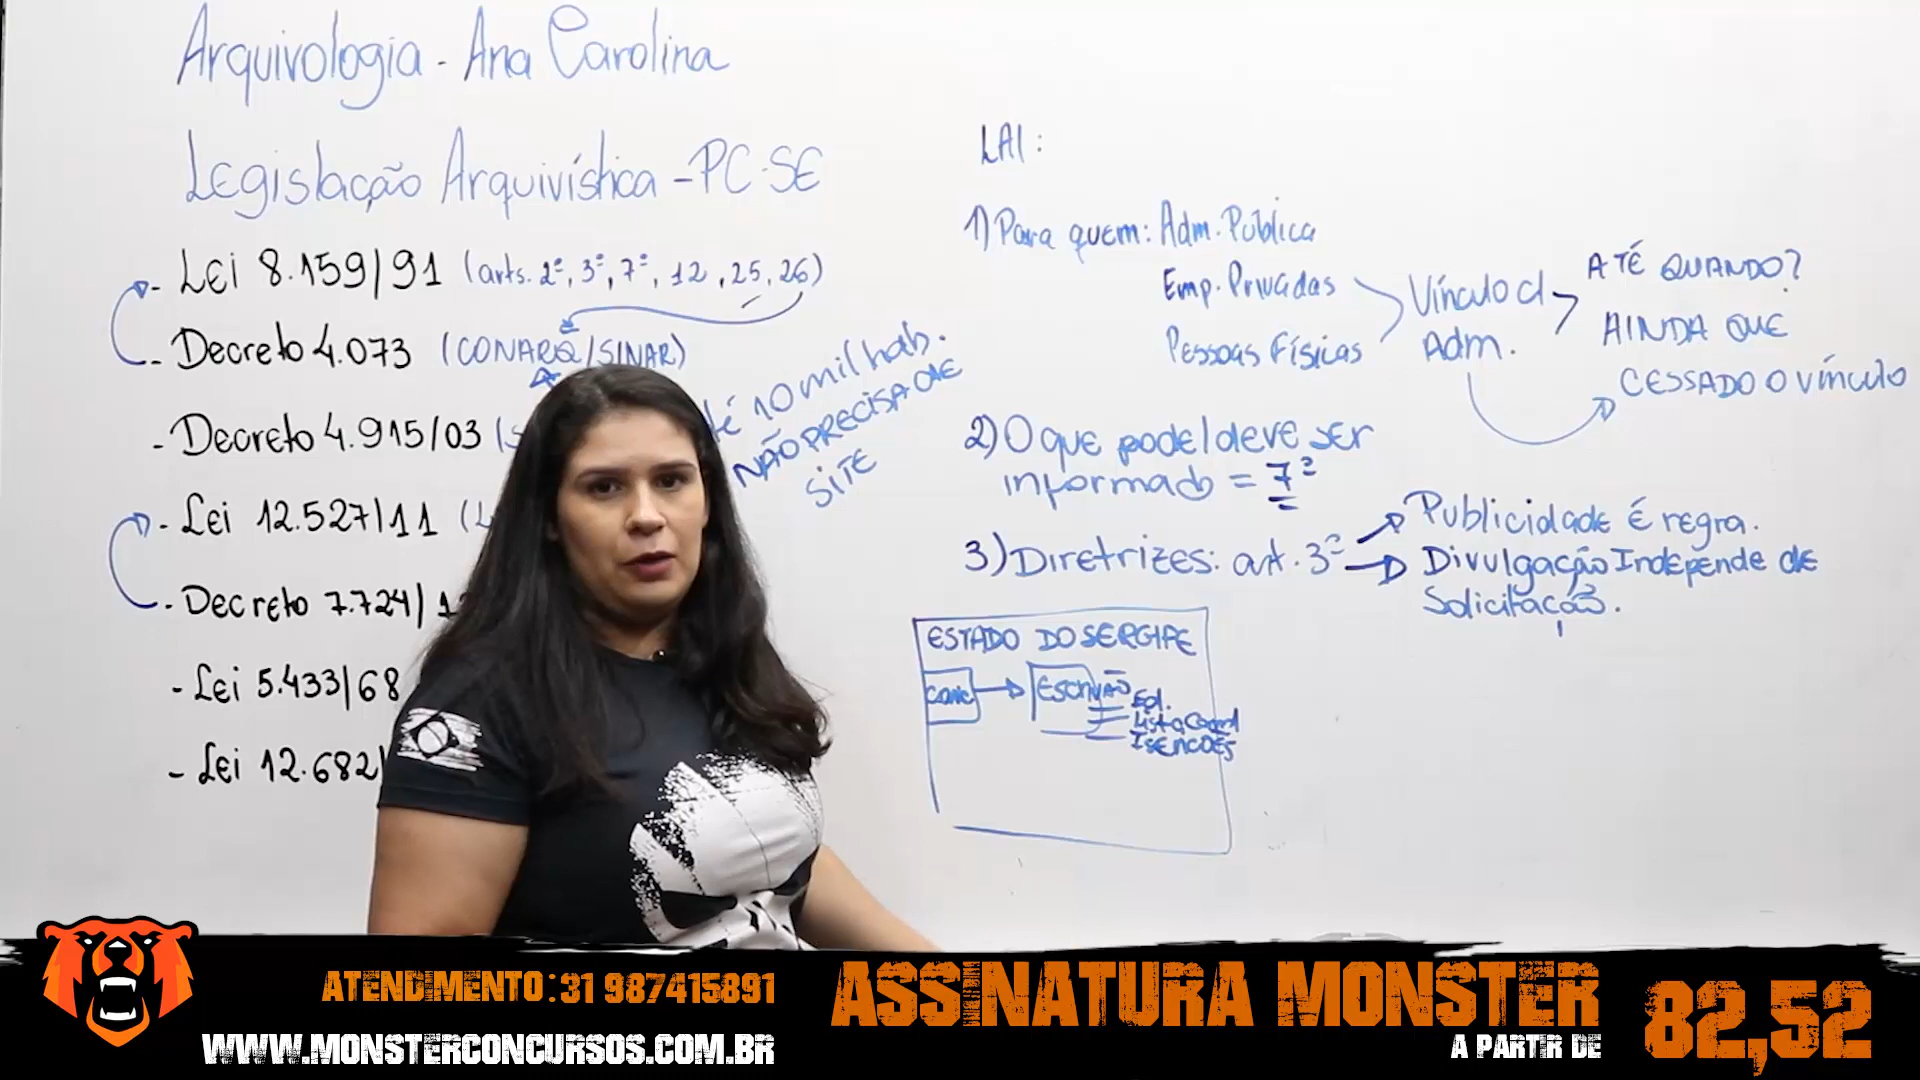 Arquivologia - Ana Carolina
Legislação Arquivística - PC-SE
- Lei 8.159/91 (arts. 2º, 3º, 7º, 12, 25, 26)
- Decreto 4.073 (CONARQ/SINAR)
- Decreto 4.915/03
- Lei 12.527/11
- Decreto 7.724/1
- Lei 5.433/68
- Lei 12.682/
10 mil hab.
NÃO PRECISA DE
SITE
LAI:
1) Para quem: Adm. Pública
Emp. Privadas
Pessoas Físicas
Vínculo c/
Adm.
ATÉ QUANDO?
AINDA QUE
CESSADO O VÍNCULO
2) O que pode/deve ser
informado = 7º
3) Diretrizes: art. 3º
Publicidade é regra.
Divulgação Independe de
Solicitação.
ESTADO DO SERGIPE
Conc
Escrivão
Edl.
Lista Cand
ISENCOES
ATENDIMENTO: 31 987415891
WWW.MONSTERCONCURSOS.COM.BR
ASSINATURA MONSTER
A PARTIR DE
82,52